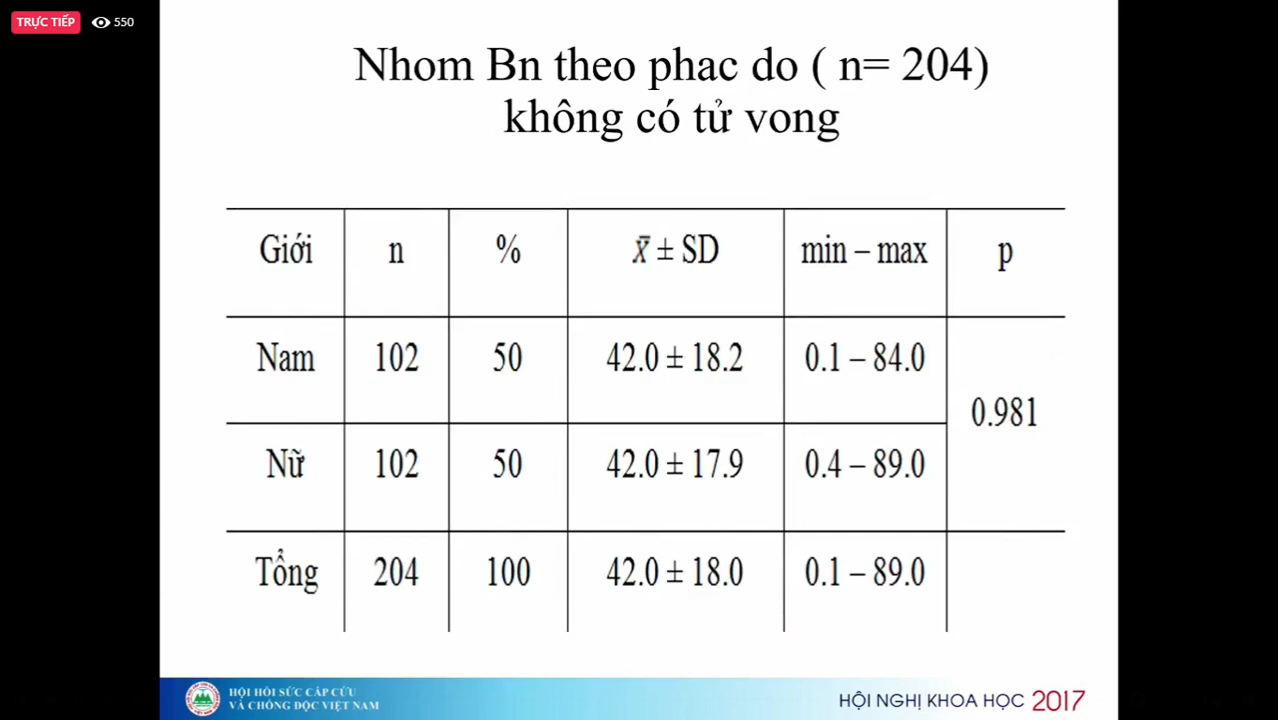 TRỰC TIẾP 550
Nhom Bn theo phac do ( n= 204)
không có tử vong
Giới n % x̄ ± SD min – max p
Nam 102 50 42.0 ± 18.2 0.1 – 84.0
0.981
Nữ 102 50 42.0 ± 17.9 0.4 – 89.0
Tổng 204 100 42.0 ± 18.0 0.1 – 89.0
HỘI HỒI SỨC CẤP CỨU
VÀ CHỐNG ĐỘC VIỆT NAM
HỘI NGHỊ KHOA HỌC 2017